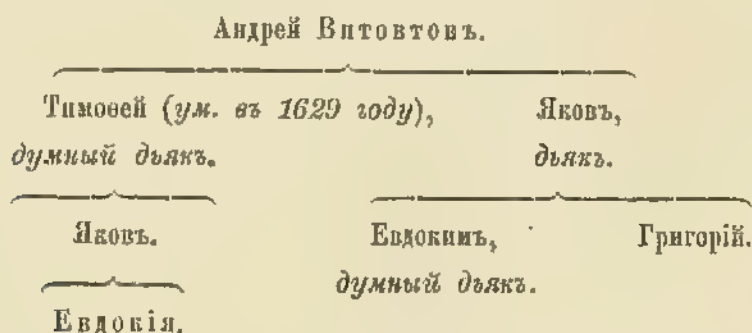 Андрей Витовтовъ.
Тимоѳей (ум. въ 1629 году), Яковъ,
думный дьякъ. дьякъ.
Яковъ. Евдокимъ, Григорій.
думный дьякъ.
Евдокія.